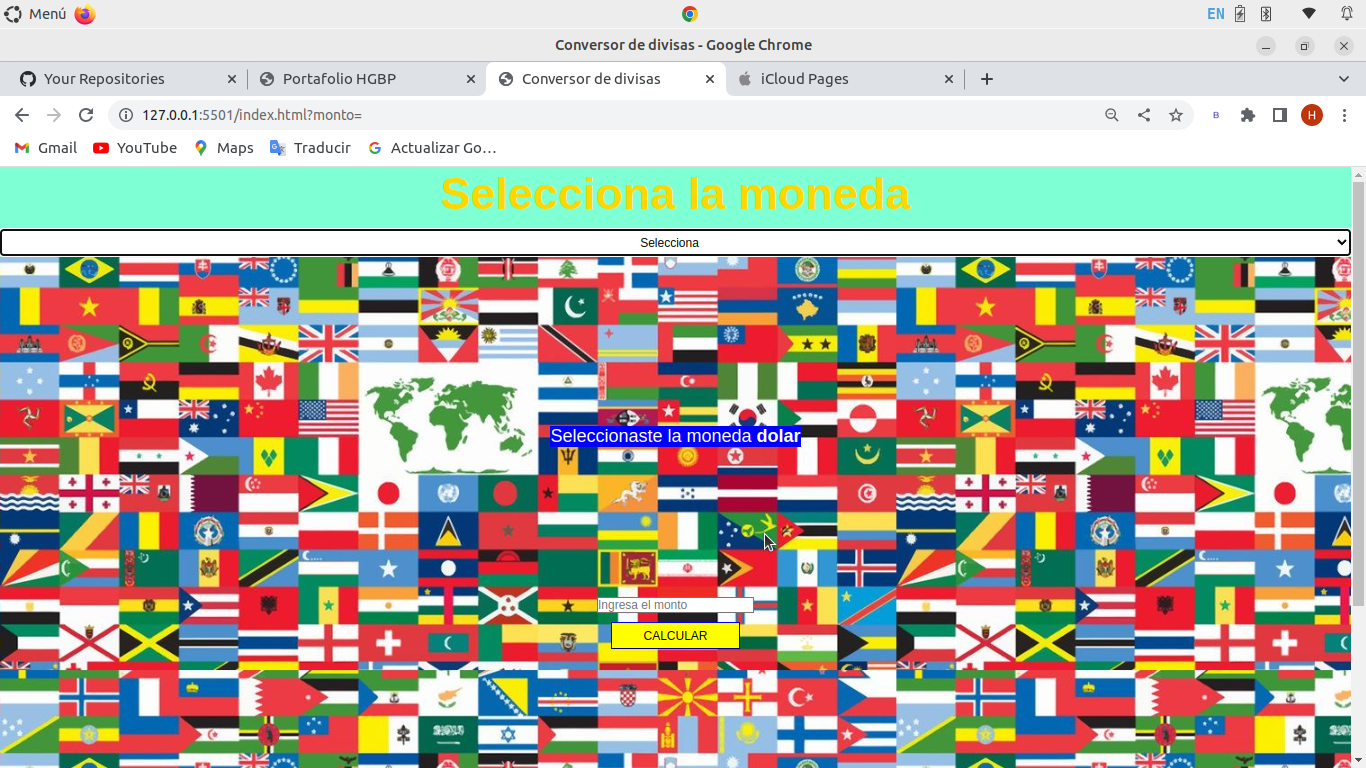 Menú
EN
Conversor de divisas - Google Chrome
Your Repositories
Portafolio HGBP
Conversor de divisas
iCloud Pages
127.0.0.1:5501/index.html?monto=
B
H
Gmail
YouTube
Maps
Traducir
Actualizar Go…
Selecciona la moneda
Selecciona
Seleccionaste la moneda dolar
Ingresa el monto
CALCULAR